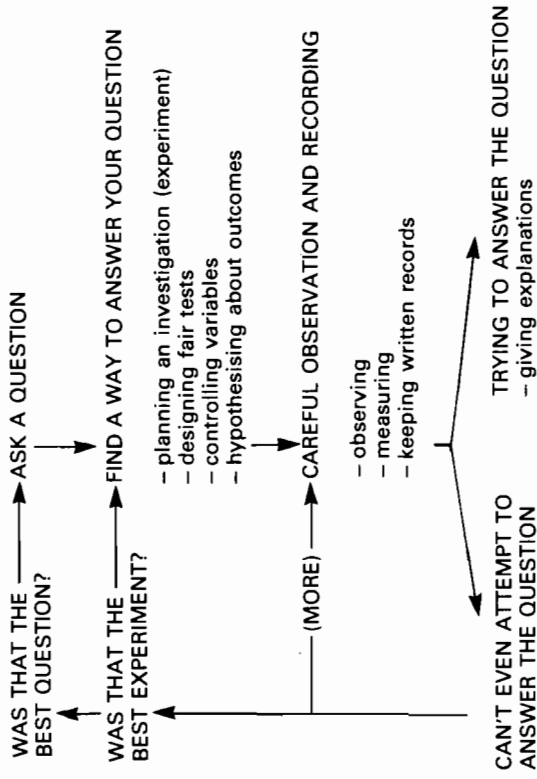 WAS THAT THE
BEST QUESTION?
ASK A QUESTION
WAS THAT THE
BEST EXPERIMENT?
FIND A WAY TO ANSWER YOUR QUESTION
– planning an investigation (experiment)
– designing fair tests
– controlling variables
– hypothesising about outcomes
(MORE)
CAREFUL OBSERVATION AND RECORDING
– observing
– measuring
– keeping written records
CAN'T EVEN ATTEMPT TO
ANSWER THE QUESTION
TRYING TO ANSWER THE QUESTION
– giving explanations